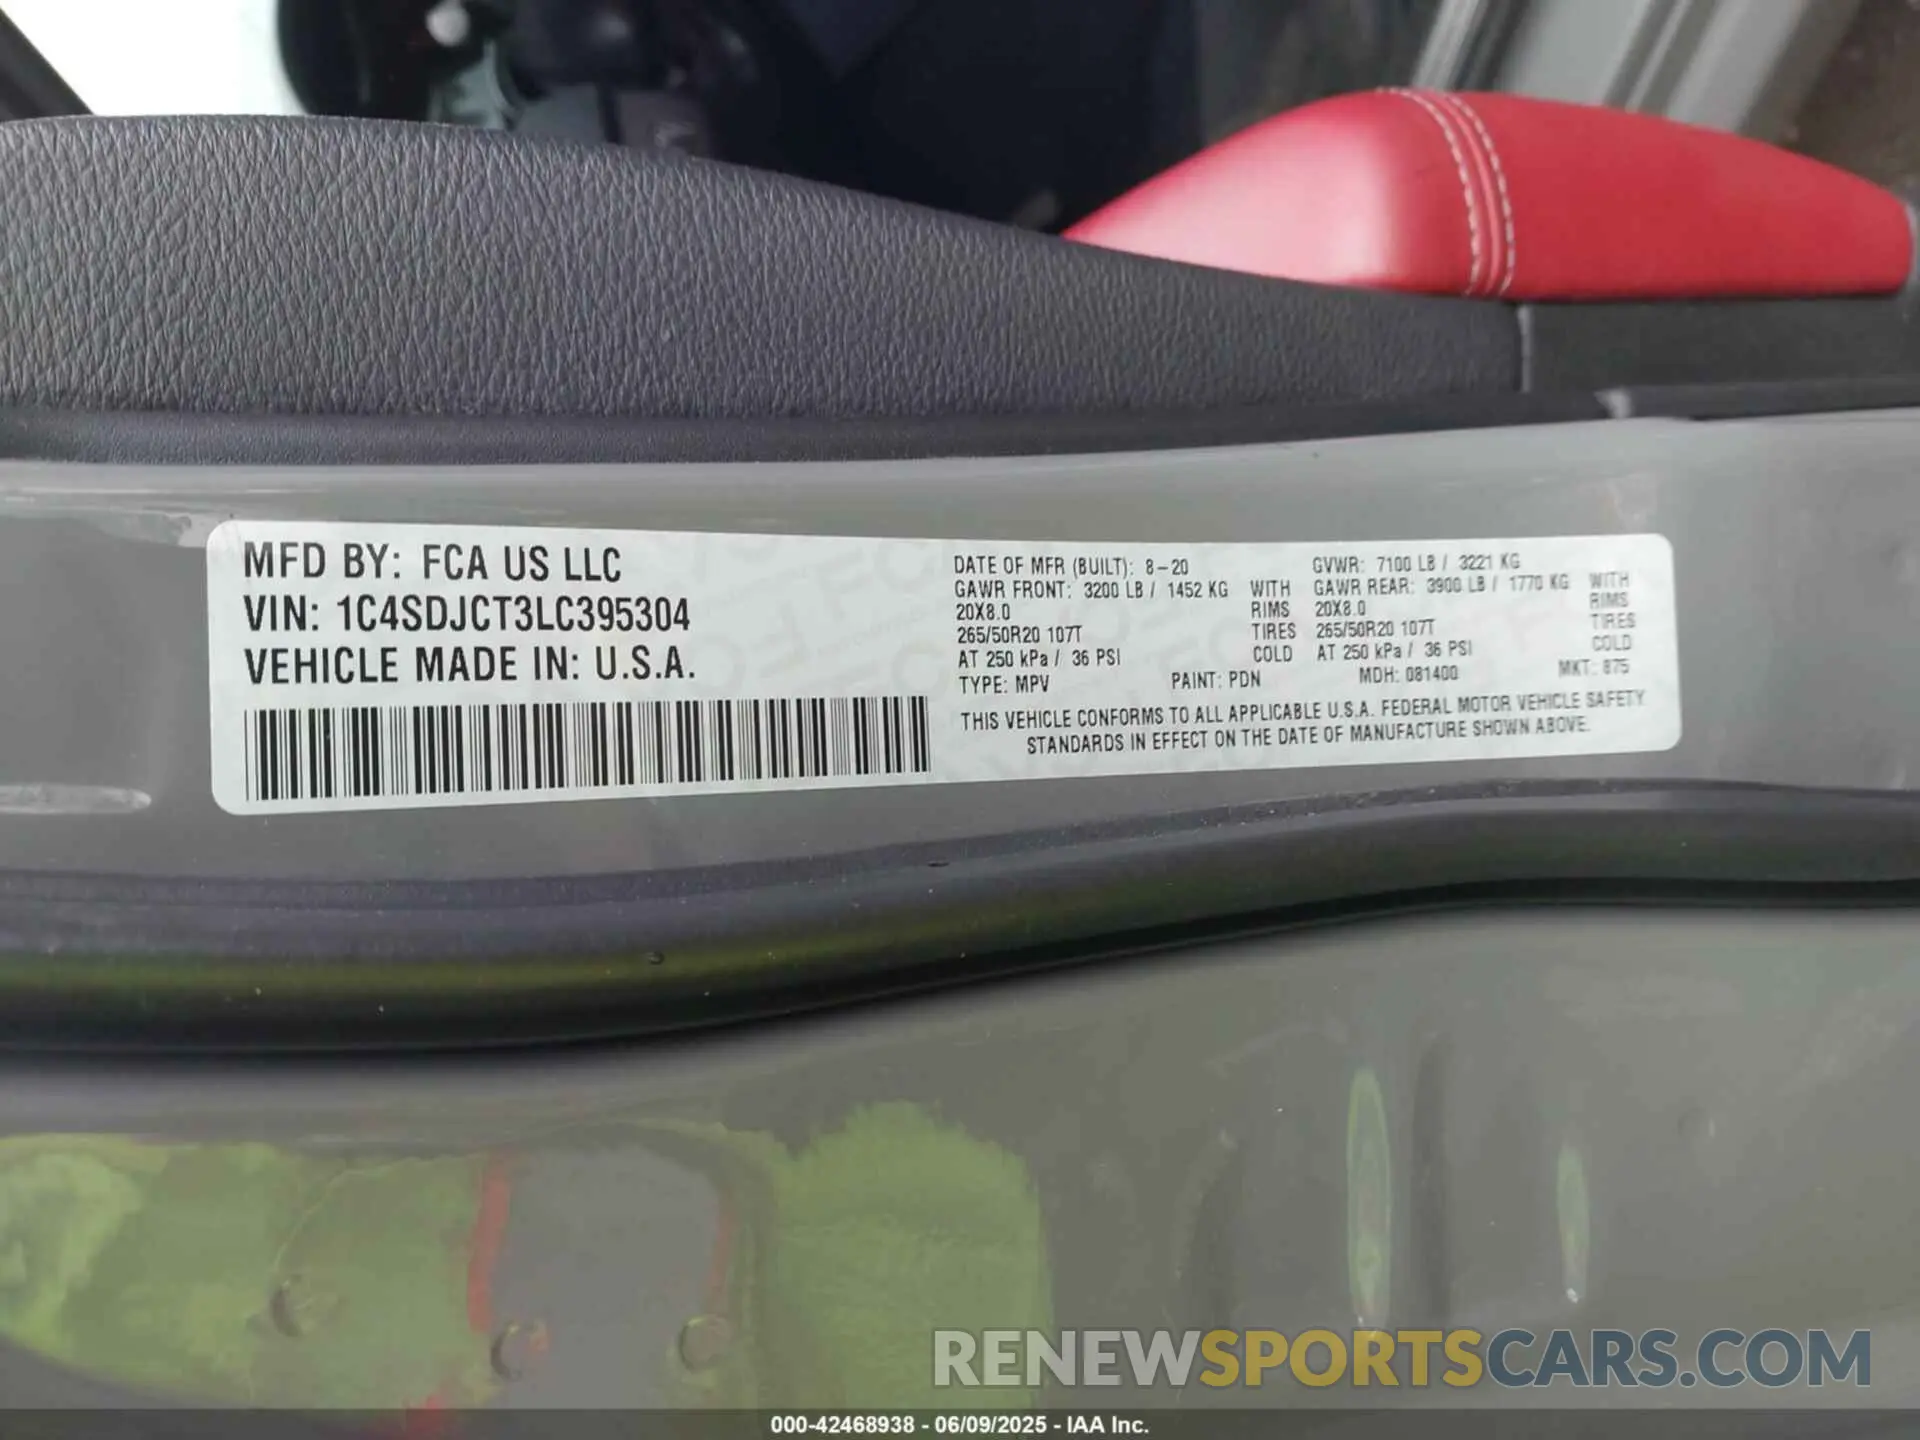 MFD BY: FCA US LLC
VIN: 1C4SDJCT3LC395304
VEHICLE MADE IN: U.S.A.
DATE OF MFR (BUILT): 8-20
GVWR: 7100 LB / 3221 KG
GAWR FRONT: 3200 LB / 1452 KG WITH
20X8.0 RIMS
265/50R20 107T TIRES
AT 250 kPa / 36 PSI COLD
GAWR REAR: 3900 LB / 1770 KG WITH
20X8.0 RIMS
265/50R20 107T TIRES
AT 250 kPa / 36 PSI COLD
TYPE: MPV PAINT: PDN MDH: 081400 MKT: 875
THIS VEHICLE CONFORMS TO ALL APPLICABLE U.S.A. FEDERAL MOTOR VEHICLE SAFETY
STANDARDS IN EFFECT ON THE DATE OF MANUFACTURE SHOWN ABOVE.
RENEWSPORTSCARS.COM
000-42468938 - 06/09/2025 - IAA Inc.